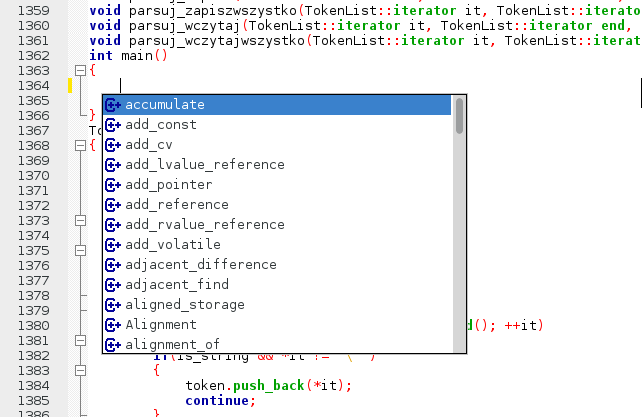 1359 void parsuj_zapiszwszystko(TokenList::iterator it, TokenList::iterato
1360 void parsuj_wczytaj(TokenList::iterator it, TokenList::iterator end,
1361 void parsuj_wczytajwszystko(TokenList::iterator it, TokenList::iterat
1362 int main()
1363 {
1364
1365
1366 }
1367 To
1368 {
1369
1370
1371
1372
1373
1374
1375
1376
1377
1378
1379
1380 d(); ++it)
1381
1382 if(is_string && *it !=
1383 {
1384 token.push_back(*it);
1385 continue;
1386 }
accumulate
add_const
add_cv
add_lvalue_reference
add_pointer
add_reference
add_rvalue_reference
add_volatile
adjacent_difference
adjacent_find
aligned_storage
Alignment
alignment_of